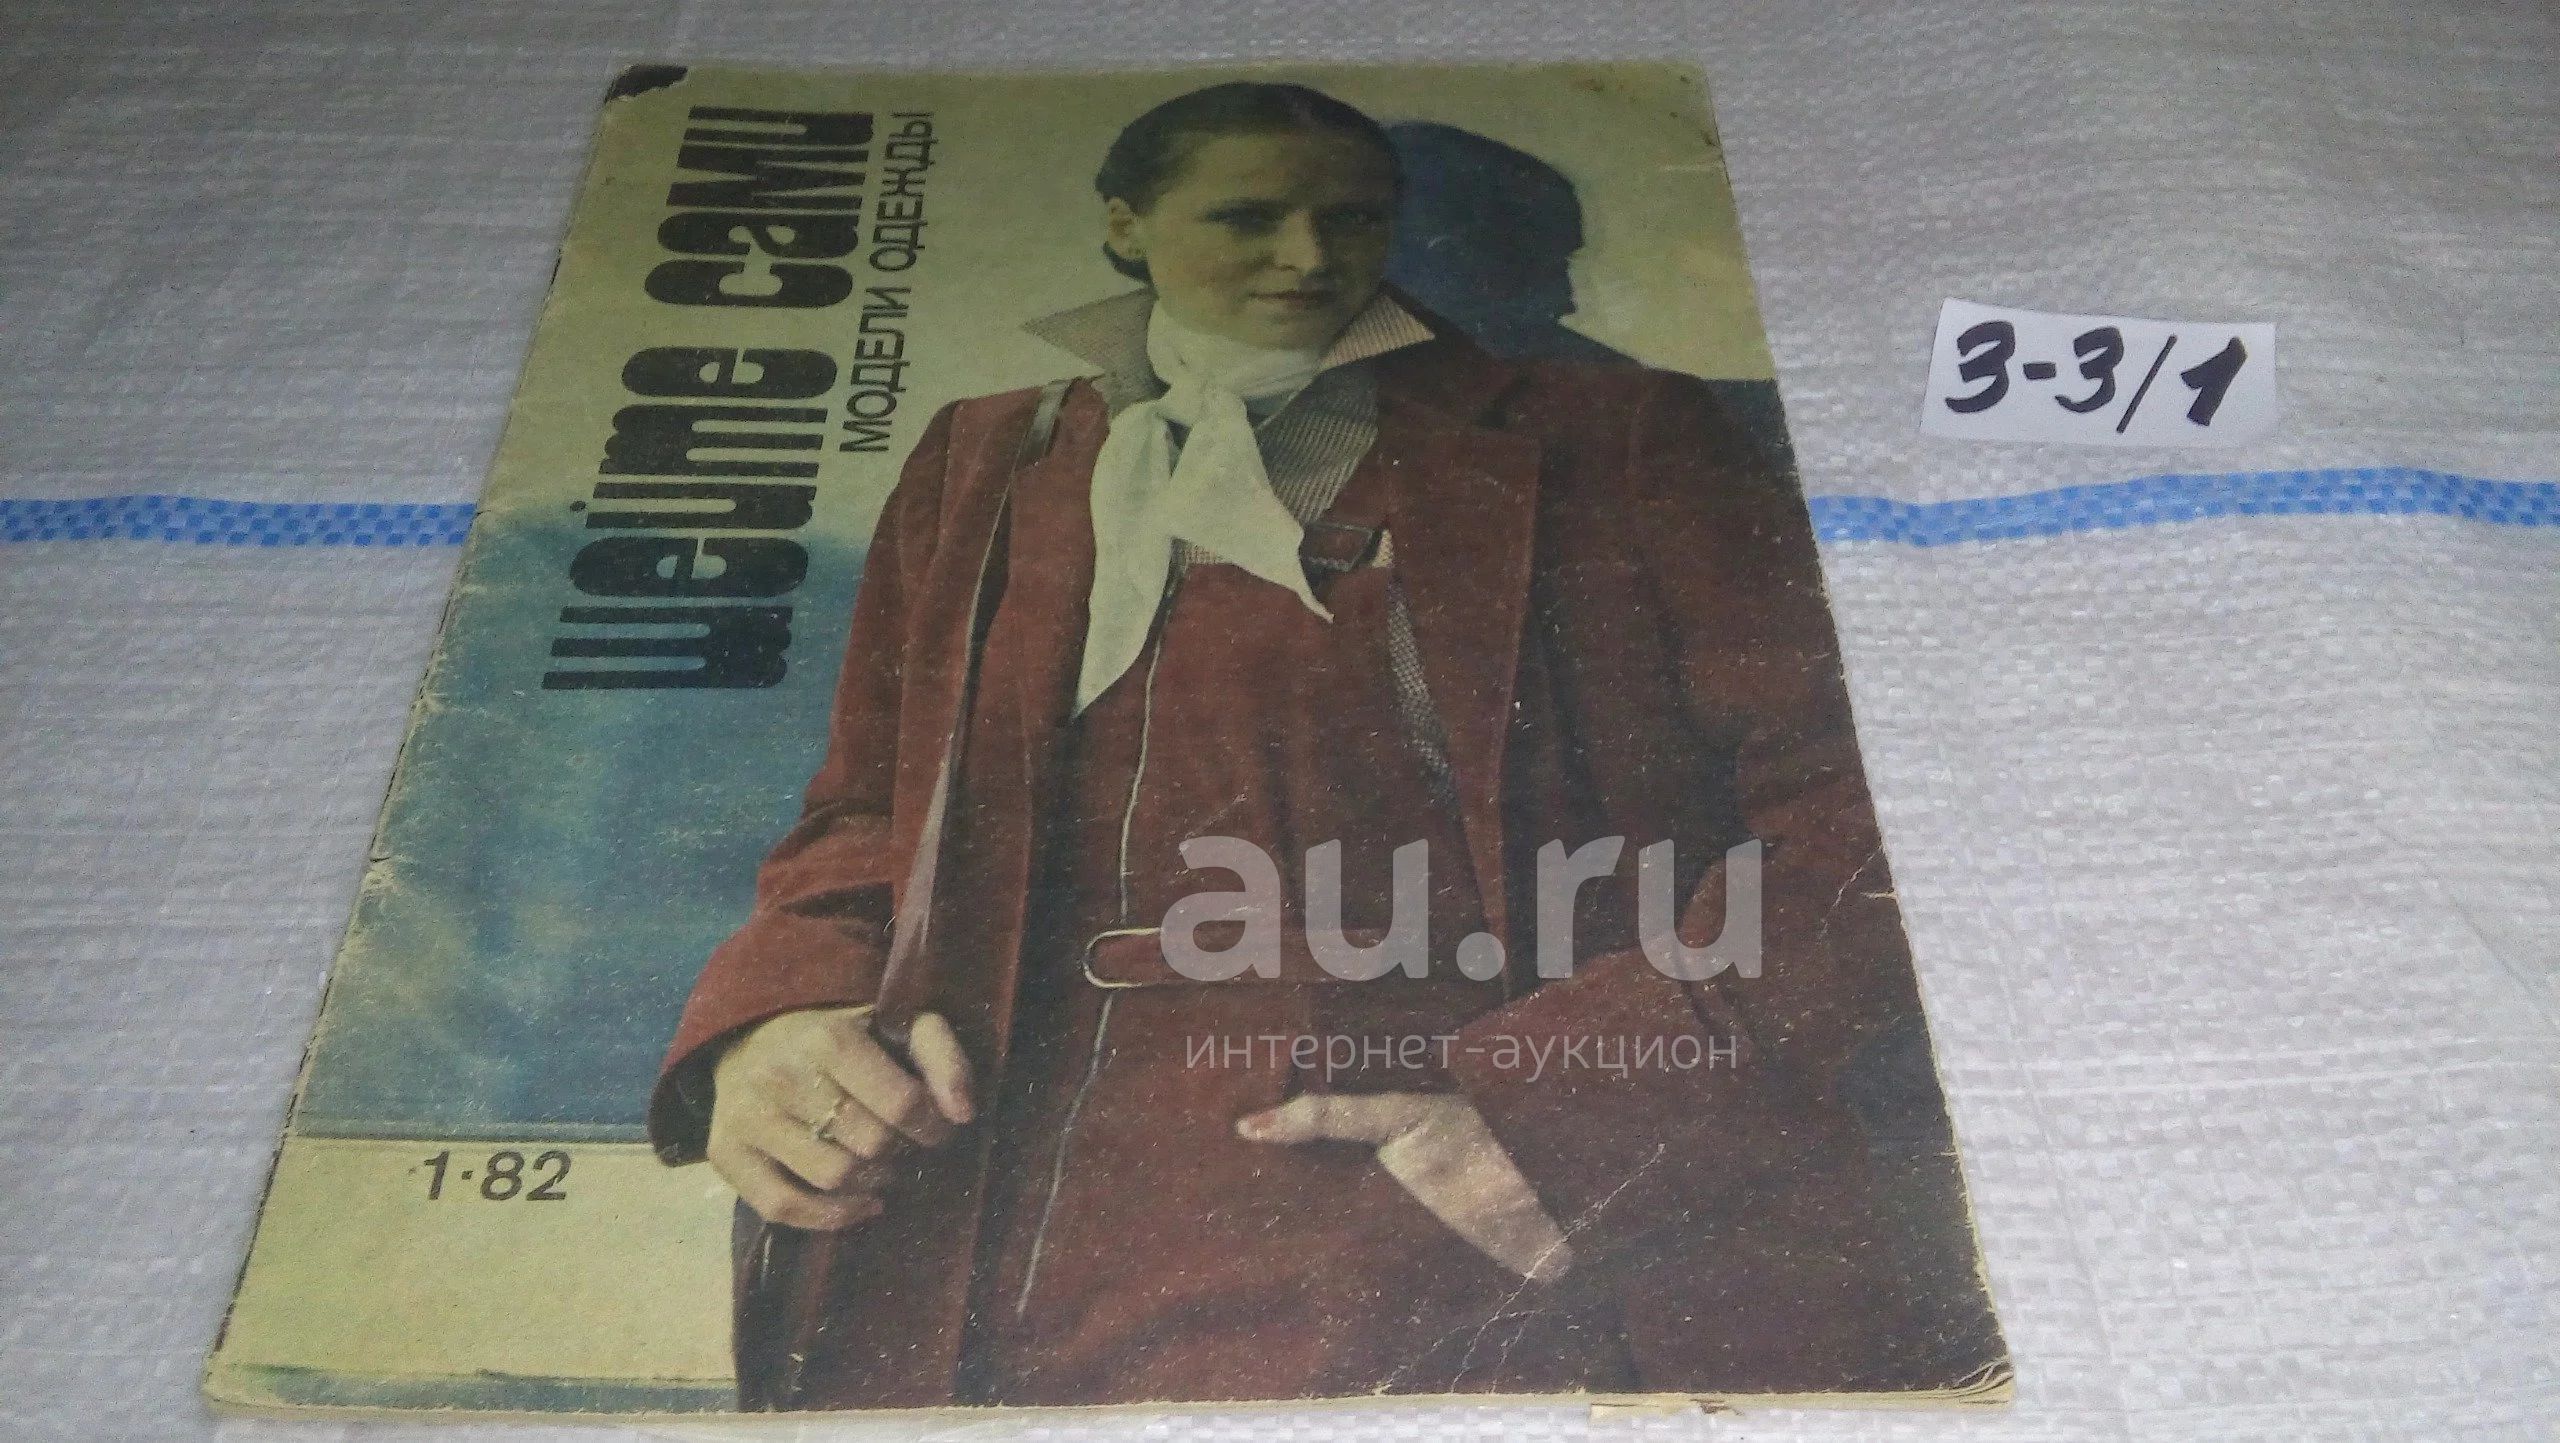 шейте сами
МОДЕЛИ ОДЕЖДЫ
1·82
3-3/1
au.ru
интернет-аукцион